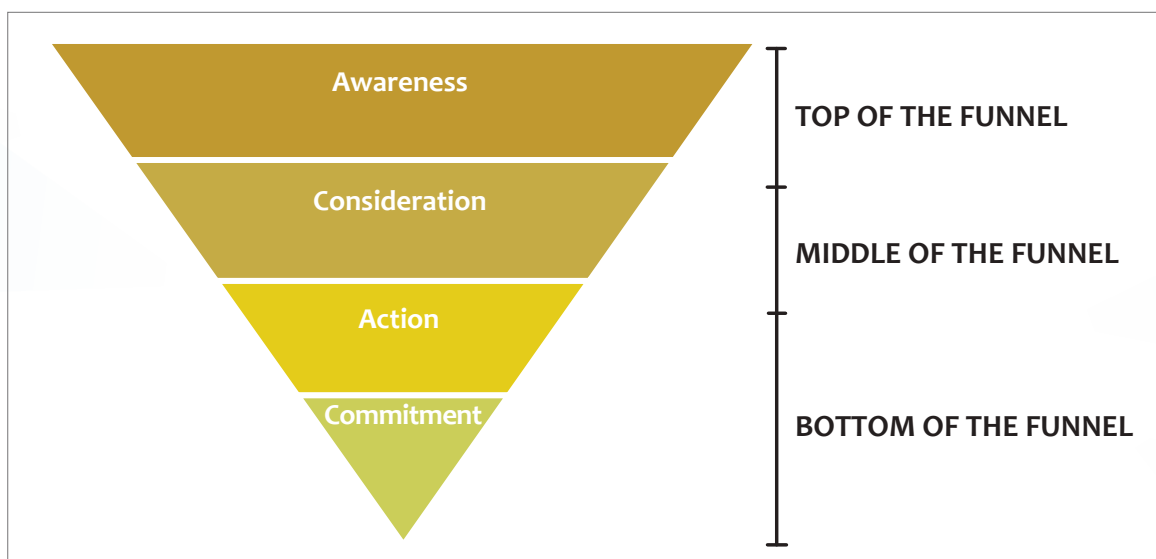 Awareness
TOP OF THE FUNNEL
Consideration
MIDDLE OF THE FUNNEL
Action
Commitment
BOTTOM OF THE FUNNEL